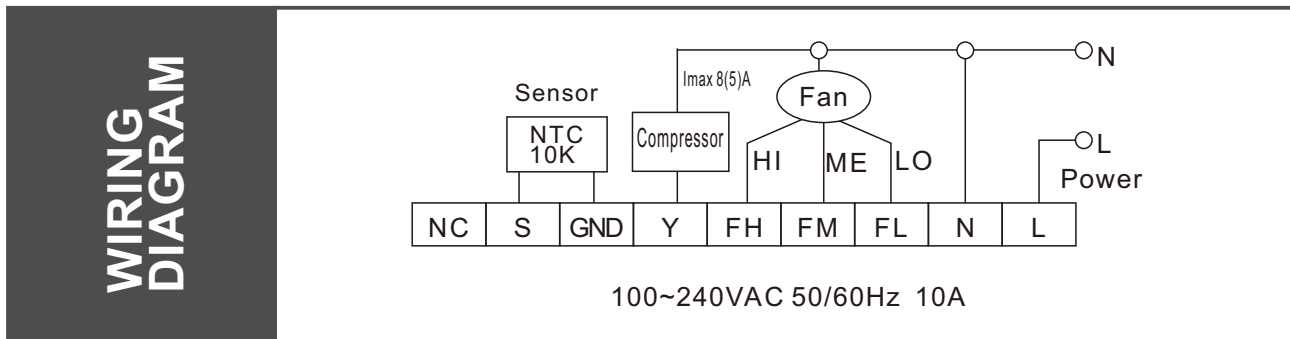 WIRING
DIAGRAM
N
Imax 8(5)A
Sensor
Fan
NTC
10K
Compressor
HI
ME
LO
L
Power
NC S GND Y FH FM FL N L
100~240VAC 50/60Hz 10A